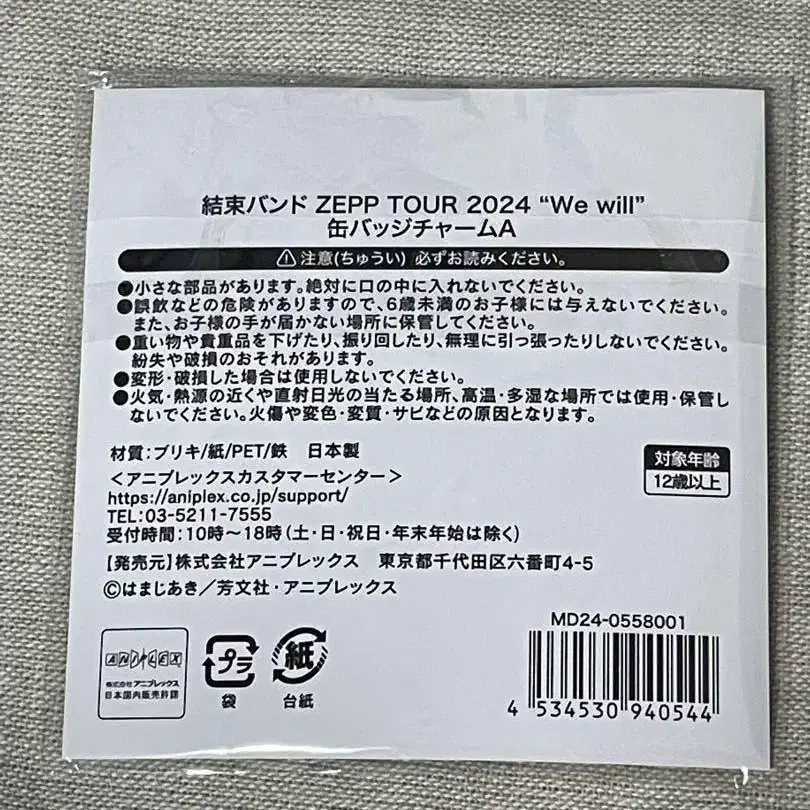 結束バンド ZEPP TOUR 2024 “We will”
缶バッジチャームA
⚠注意(ちゅうい) 必ずお読みください。
●小さな部品があります。絶対に口の中に入れないでください。
●誤飲などの危険がありますので、6歳未満のお子様には与えないでください。
また、お子様の手が届かない場所に保管してください。
●重い物や貴重品を下げたり、振り回したり、無理に引っ張ったりしないでください。
紛失や破損のおそれがあります。
●変形・破損した場合は使用しないでください。
●火気・熱源の近くや直射日光の当たる場所、高温・多湿な場所では使用・保管し
ないでください。火傷や変色・変質・サビなどの原因となります。
材質:ブリキ/紙/PET/鉄 日本製
対象年齢
12歳以上
<アニプレックスカスタマーセンター>
https://aniplex.co.jp/support/
TEL:03-5211-7555
受付時間:10時〜18時(土・日・祝日・年末年始は除く)
【発売元】株式会社アニプレックス 東京都千代田区六番町4-5
©はまじあき/芳文社・アニプレックス
ANIPLEX
株式会社 アニプレックス
日本国内販売許諾
プラ
袋
紙
台紙
MD24-0558001
4 534530 940544